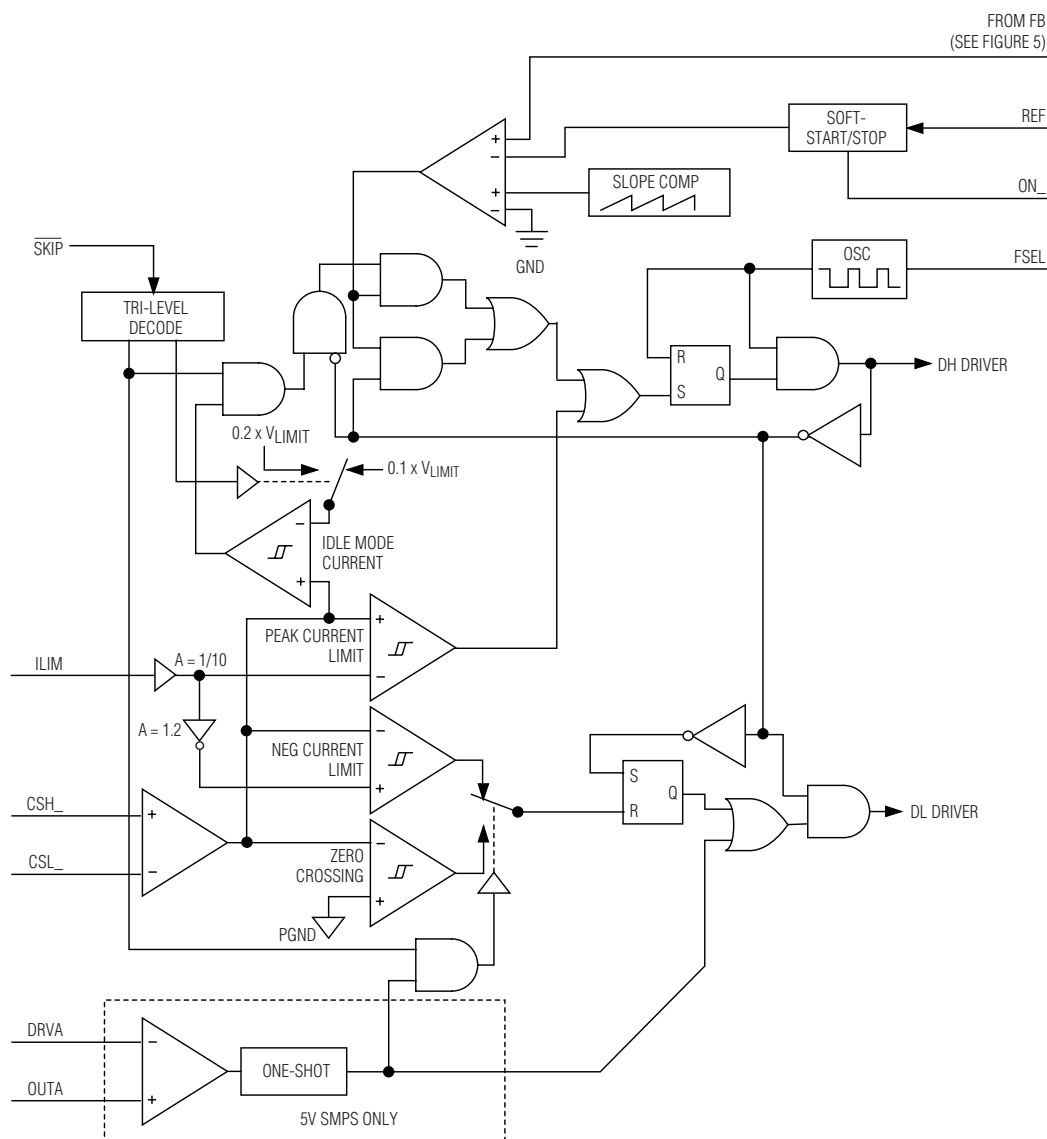 FROM FB
(SEE FIGURE 5)
REF
SOFT-
START/STOP
ON_
+
−
+
−
SLOPE COMP
GND
SKIP
OSC
FSEL
TRI-LEVEL
DECODE
R
Q
S
DH DRIVER
0.2 x VLIMIT
0.1 x VLIMIT
−
+
IDLE MODE
CURRENT
+
−
PEAK CURRENT
LIMIT
ILIM
A = 1/10
A = 1.2
−
+
NEG CURRENT
LIMIT
S
Q
R
DL DRIVER
CSH_
+
CSL_
−
−
+
ZERO
CROSSING
PGND
DRVA
−
OUTA
+
ONE-SHOT
5V SMPS ONLY